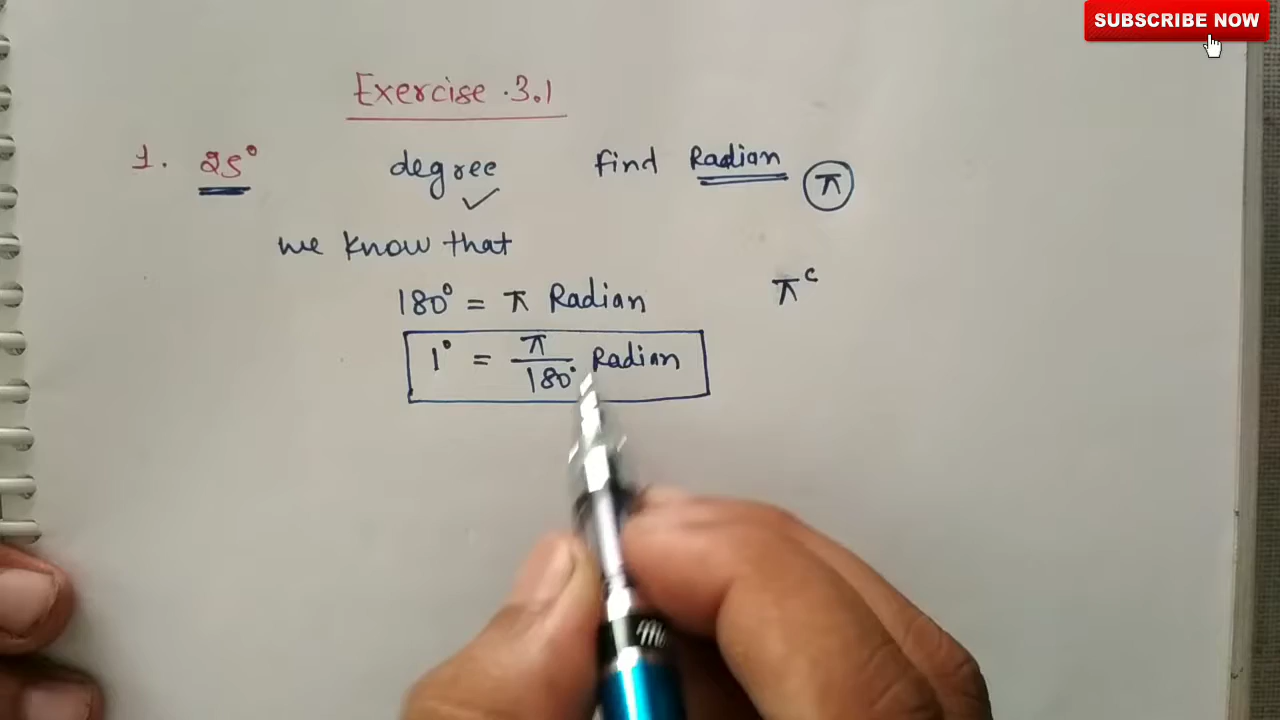 SUBSCRIBE NOW
Exercise .3.1
1. 25° degree find Radian π
we know that
180° = π Radian π^c
1° = π/180° Radian